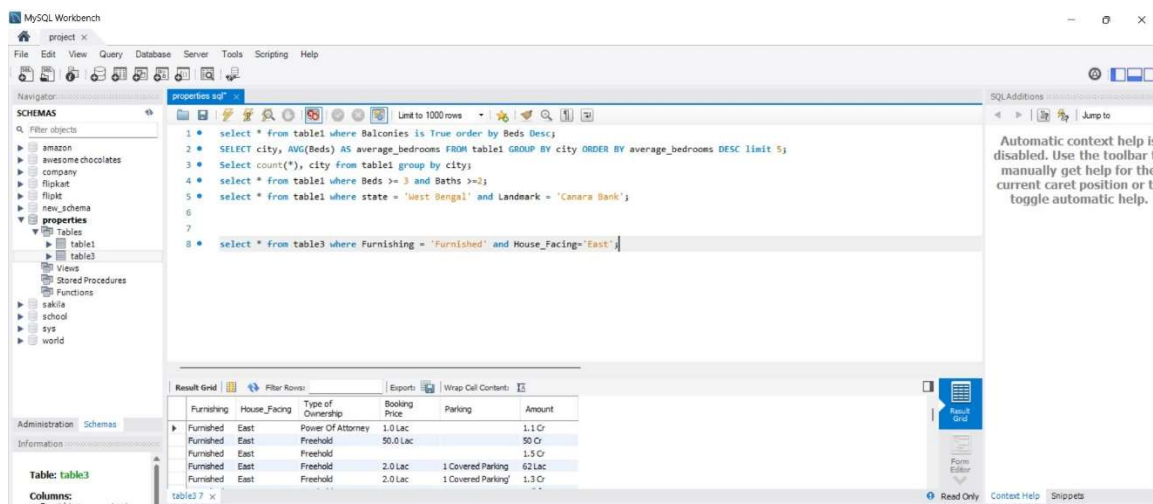 MySQL Workbench
project ×
File Edit View Query Database Server Tools Scripting Help
Navigator
SCHEMAS
Filter objects
amazon
awesome chocolates
company
flipkart
flipkt
new_schema
properties
Tables
table1
table3
Views
Stored Procedures
Functions
sakila
school
sys
world
Administration Schemas
Information
Table: table3
Columns:
properties sql* ×
Limit to 1000 rows
1 select * from table1 where Balconies is True order by Beds Desc;
2 SELECT city, AVG(Beds) AS average_bedrooms FROM table1 GROUP BY city ORDER BY average_bedrooms DESC limit 5;
3 Select count(*), city from table1 group by city;
4 select * from table1 where Beds >= 3 and Baths >=2;
5 select * from table1 where state = 'West Bengal' and Landmark = 'Canara Bank';
6
7
8 select * from table3 where Furnishing = 'Furnished' and House_Facing='East';
Result Grid Filter Rows: Export: Wrap Cell Content:
Furnishing House_Facing Type of Ownership Booking Price Parking Amount
Furnished East Power Of Attorney 1.0 Lac 1.1 Cr
Furnished East Freehold 50.0 Lac 50 Cr
Furnished East Freehold 1.5 Cr
Furnished East Freehold 2.0 Lac 1 Covered Parking 62 Lac
Furnished East Freehold 2.0 Lac 1 Covered Parking' 1.3 Cr
Result Grid
Form Editor
table3 7 ×
Read Only
SQLAdditions
Jump to
Automatic context help is
disabled. Use the toolbar
manually get help for the
current caret position or
toggle automatic help.
Context Help Snippets